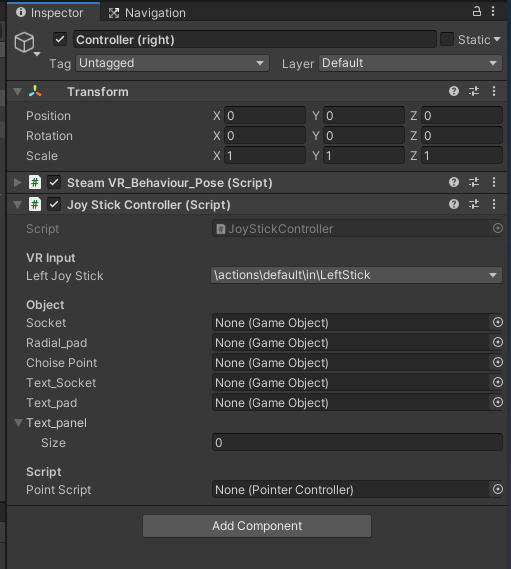 Inspector Navigation
Controller (right) Static
Tag Untagged Layer Default
Transform
Position X 0 Y 0 Z 0
Rotation X 0 Y 0 Z 0
Scale X 1 Y 1 Z 1
# Steam VR_Behaviour_Pose (Script)
# Joy Stick Controller (Script)
Script # JoyStickController
VR Input
Left Joy Stick \actions\default\in\LeftStick
Object
Socket None (Game Object)
Radial_pad None (Game Object)
Choise Point None (Game Object)
Text_Socket None (Game Object)
Text_pad None (Game Object)
Text_panel
Size 0
Script
Point Script None (Pointer Controller)
Add Component